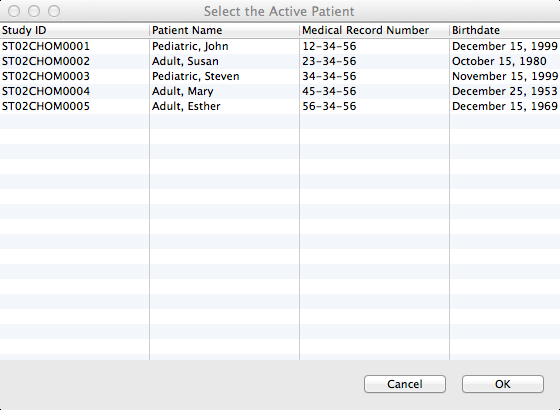 Select the Active Patient
Study ID Patient Name Medical Record Number Birthdate
ST02CHOM0001 Pediatric, John 12-34-56 December 15, 1999
ST02CHOM0002 Adult, Susan 23-34-56 October 15, 1980
ST02CHOM0003 Pediatric, Steven 34-34-56 November 15, 1999
ST02CHOM0004 Adult, Mary 45-34-56 December 25, 1953
ST02CHOM0005 Adult, Esther 56-34-56 December 15, 1969
Cancel OK